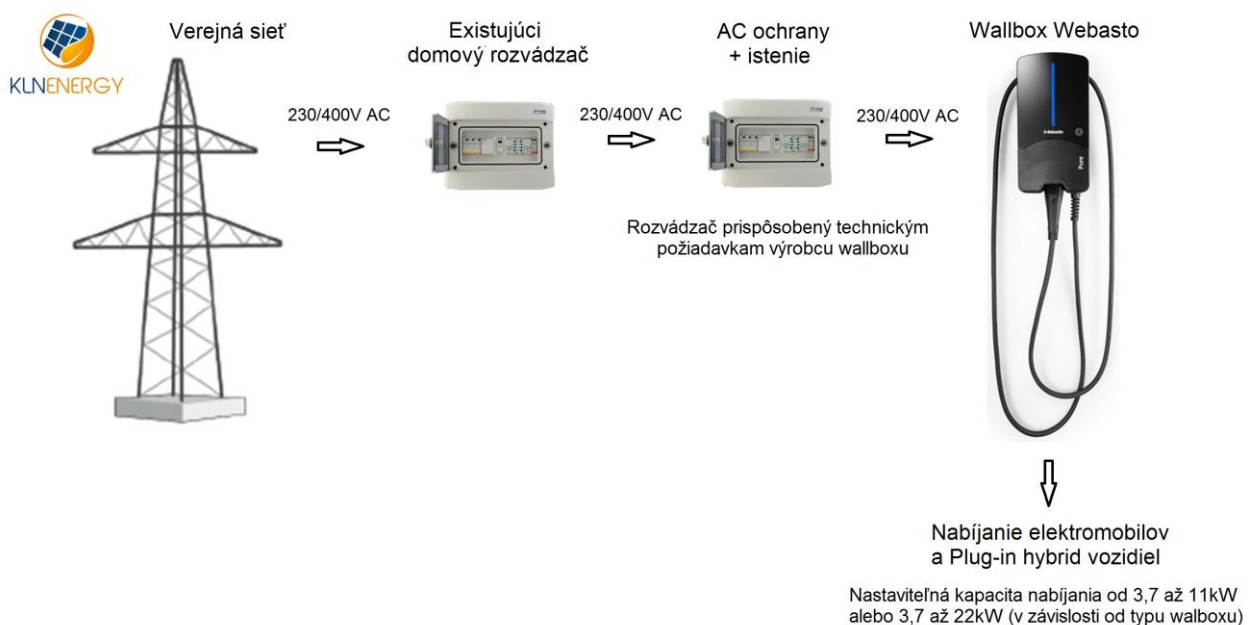 KLNENERGY
Verejná sieť
Existujúci
domový rozvádzač
AC ochrany
+ istenie
Wallbox Webasto
230/400V AC
230/400V AC
230/400V AC
Rozvádzač prispôsobený technickým
požiadavkam výrobcu wallboxu
Webasto
Pure
Nabíjanie elektromobilov
a Plug-in hybrid vozidiel
Nastaviteľná kapacita nabíjania od 3,7 až 11kW
alebo 3,7 až 22kW (v závislosti od typu walboxu)